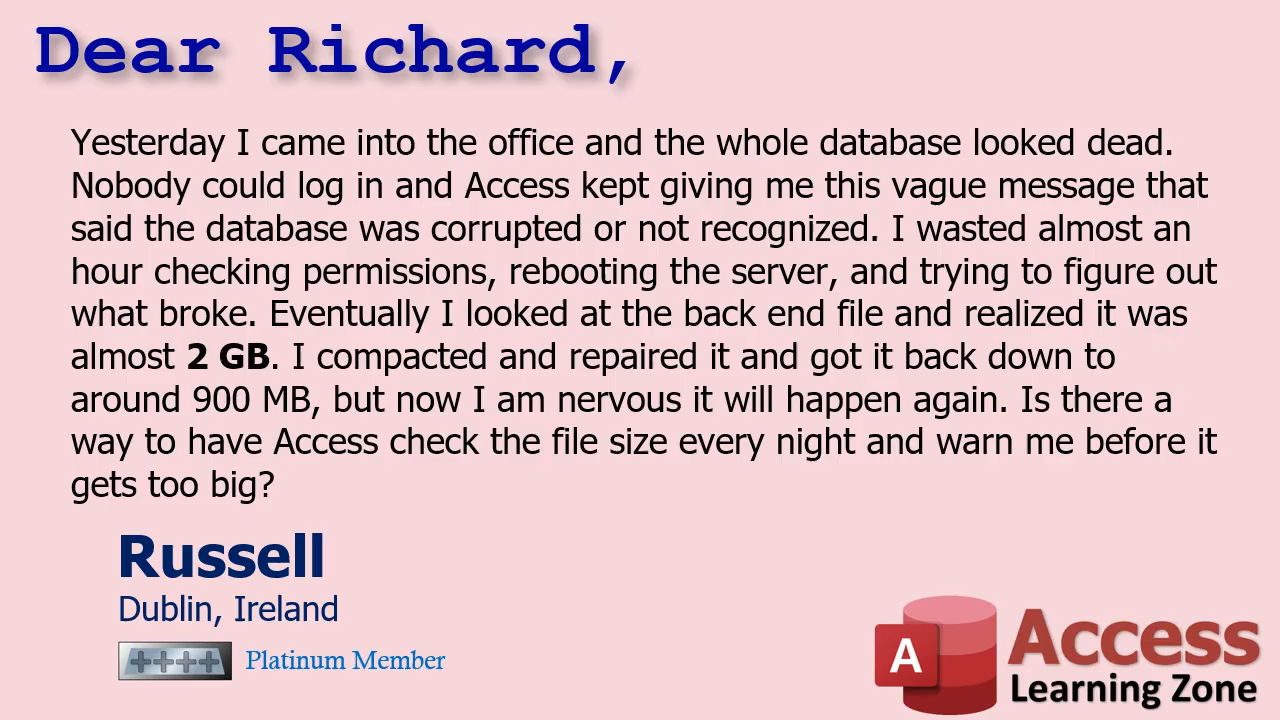 Dear Richard,
Yesterday I came into the office and the whole database looked dead.
Nobody could log in and Access kept giving me this vague message that
said the database was corrupted or not recognized. I wasted almost an
hour checking permissions, rebooting the server, and trying to figure out
what broke. Eventually I looked at the back end file and realized it was
almost 2 GB. I compacted and repaired it and got it back down to
around 900 MB, but now I am nervous it will happen again. Is there a
way to have Access check the file size every night and warn me before it
gets too big?
Russell
Dublin, Ireland
Platinum Member
A Access
Learning Zone